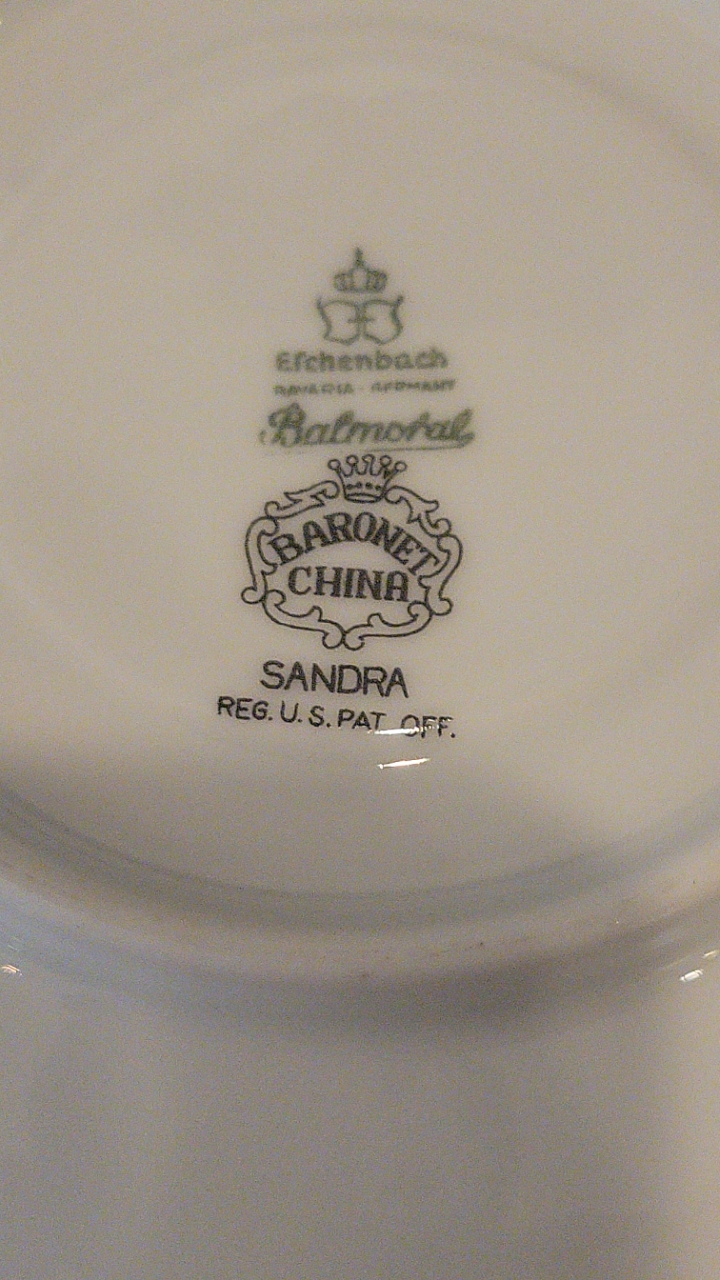 Eschenbach
BAVARIA - GERMANY
Balmoral
BARONET
CHINA
SANDRA
REG. U.S. PAT. OFF.